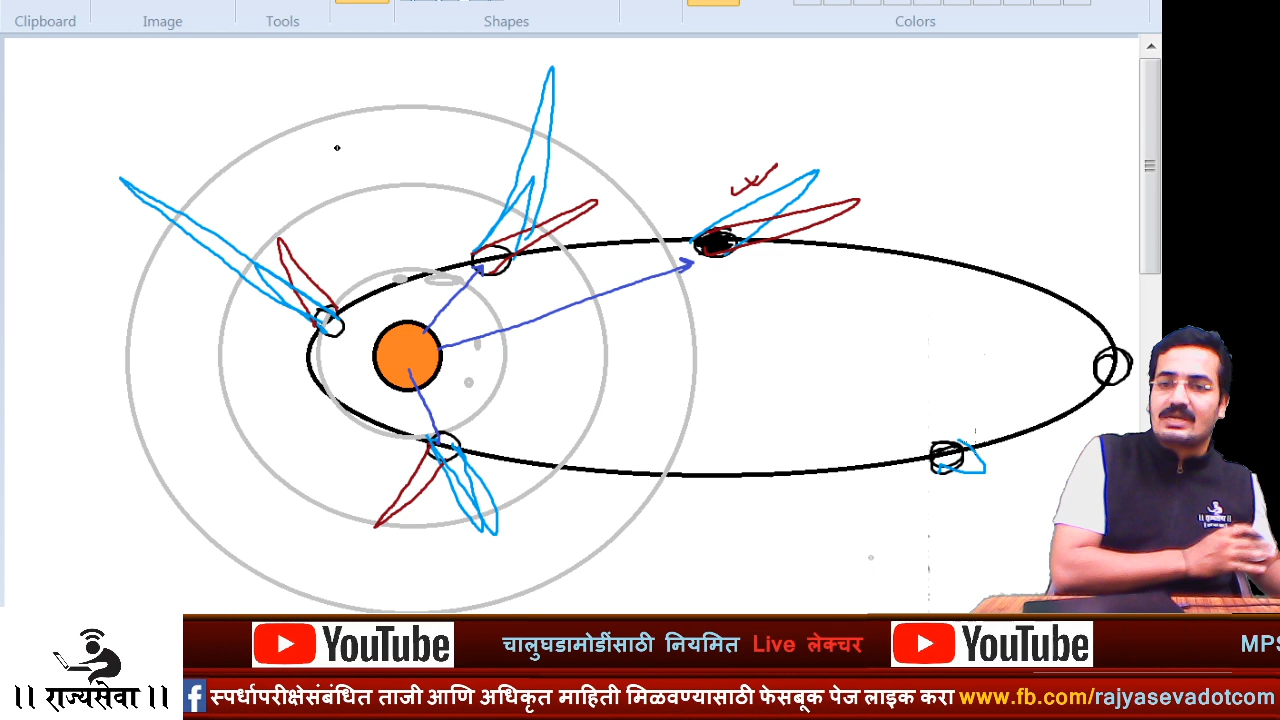 Clipboard
Image
Tools
Shapes
Colors
|| राज्यसेवा ||
YouTube
चालुघडामोडींसाठी नियमित Live लेक्चर
YouTube
MPS
|| राज्यसेवा ||
स्पर्धापरीक्षेसंबंधित ताजी आणि अधिकृत माहिती मिळवण्यासाठी फेसबूक पेज लाइक करा www.fb.com/rajyasevadotcom